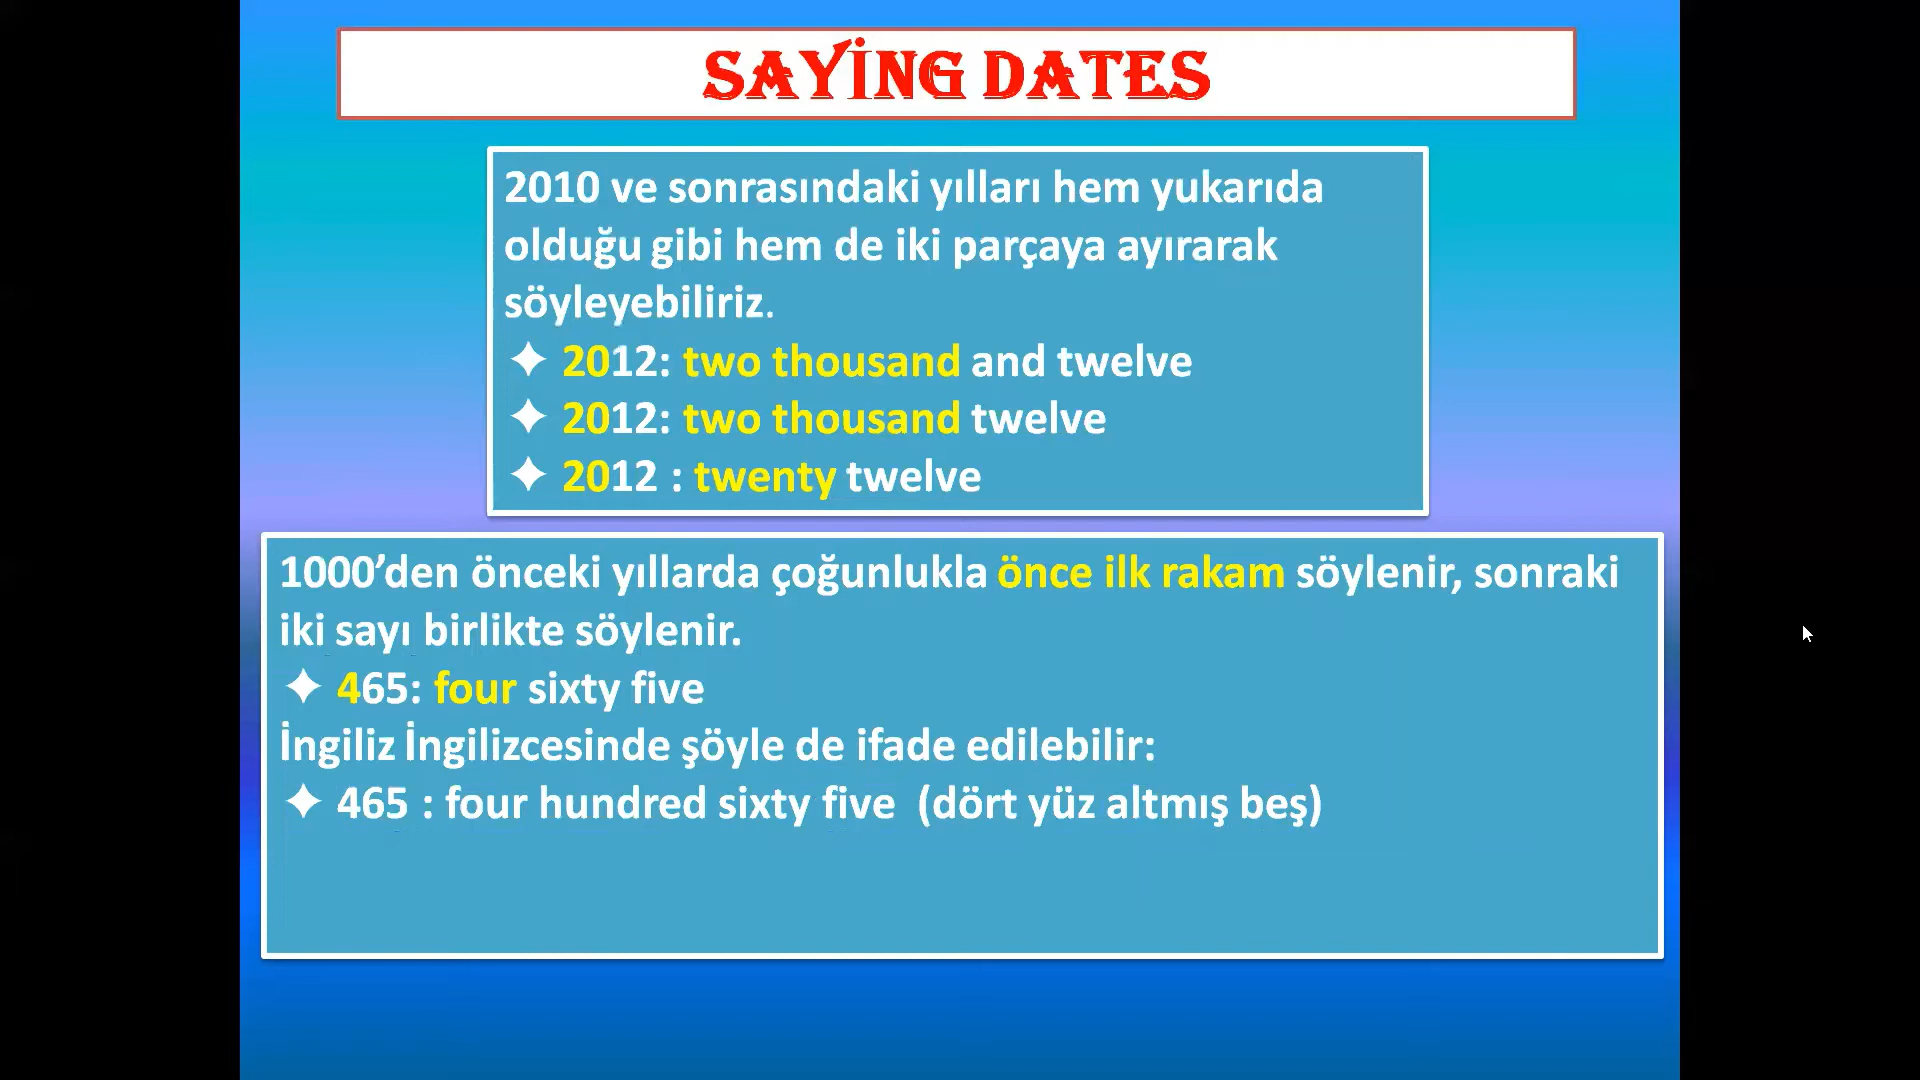 SAYİNG DATES
2010 ve sonrasındaki yılları hem yukarıda
olduğu gibi hem de iki parçaya ayırarak
söyleyebiliriz.
✦ 2012: two thousand and twelve
✦ 2012: two thousand twelve
✦ 2012 : twenty twelve
1000’den önceki yıllarda çoğunlukla önce ilk rakam söylenir, sonraki
iki sayı birlikte söylenir.
✦ 465: four sixty five
İngiliz İngilizcesinde şöyle de ifade edilebilir:
✦ 465 : four hundred sixty five (dört yüz altmış beş)